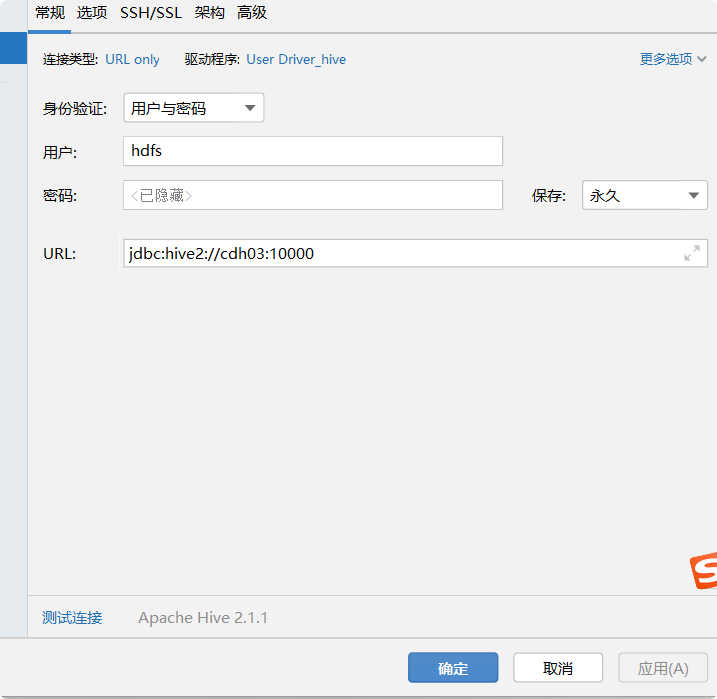 常规 选项 SSH/SSL 架构 高级
连接类型: URL only 驱动程序: User Driver_hive 更多选项
身份验证: 用户与密码
用户: hdfs
密码: <已隐藏> 保存: 永久
URL: jdbc:hive2://cdh03:10000
测试连接 Apache Hive 2.1.1
确定 取消 应用(A)